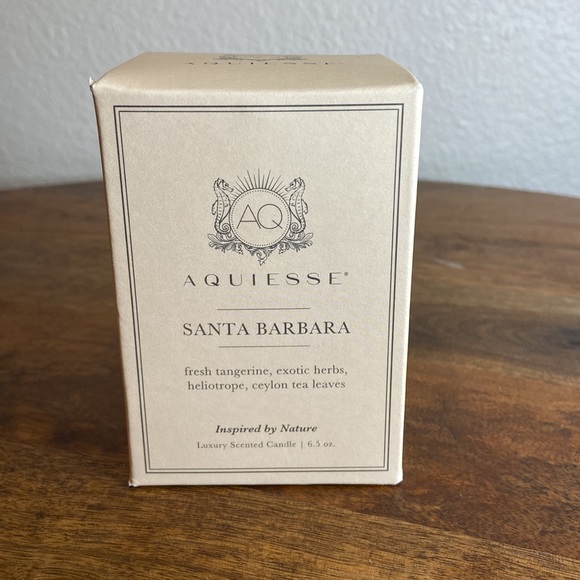 AQUIESSE
AQ
AQUIESSE®
SANTA BARBARA
fresh tangerine, exotic herbs,
heliotrope, ceylon tea leaves
Inspired by Nature
Luxury Scented Candle | 6.5 oz.